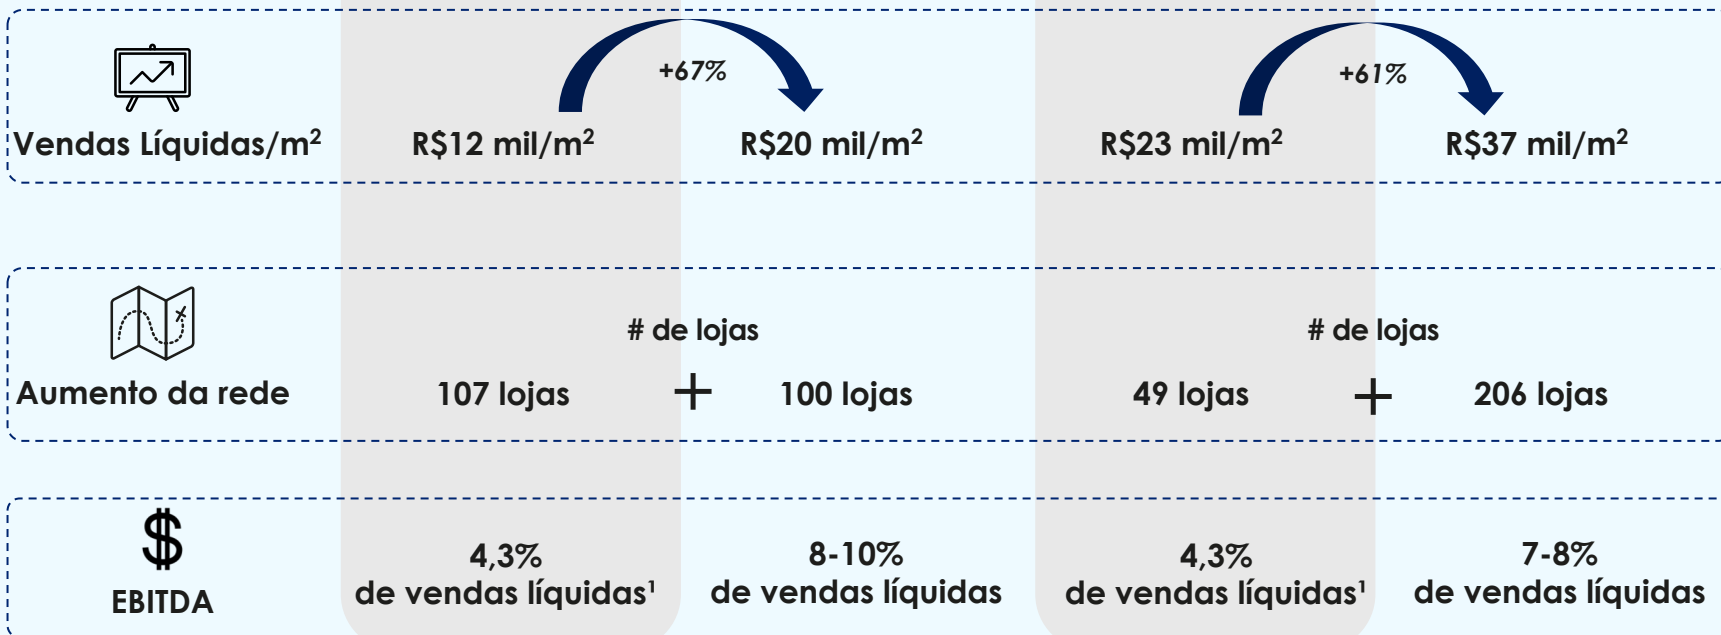 +67%
+61%
Vendas Líquidas/m²
R$12 mil/m²
R$20 mil/m²
R$23 mil/m²
R$37 mil/m²
# de lojas
# de lojas
Aumento da rede
107 lojas
+
100 lojas
49 lojas
+
206 lojas
$
EBITDA
4,3%
de vendas líquidas¹
8-10%
de vendas líquidas
4,3%
de vendas líquidas¹
7-8%
de vendas líquidas